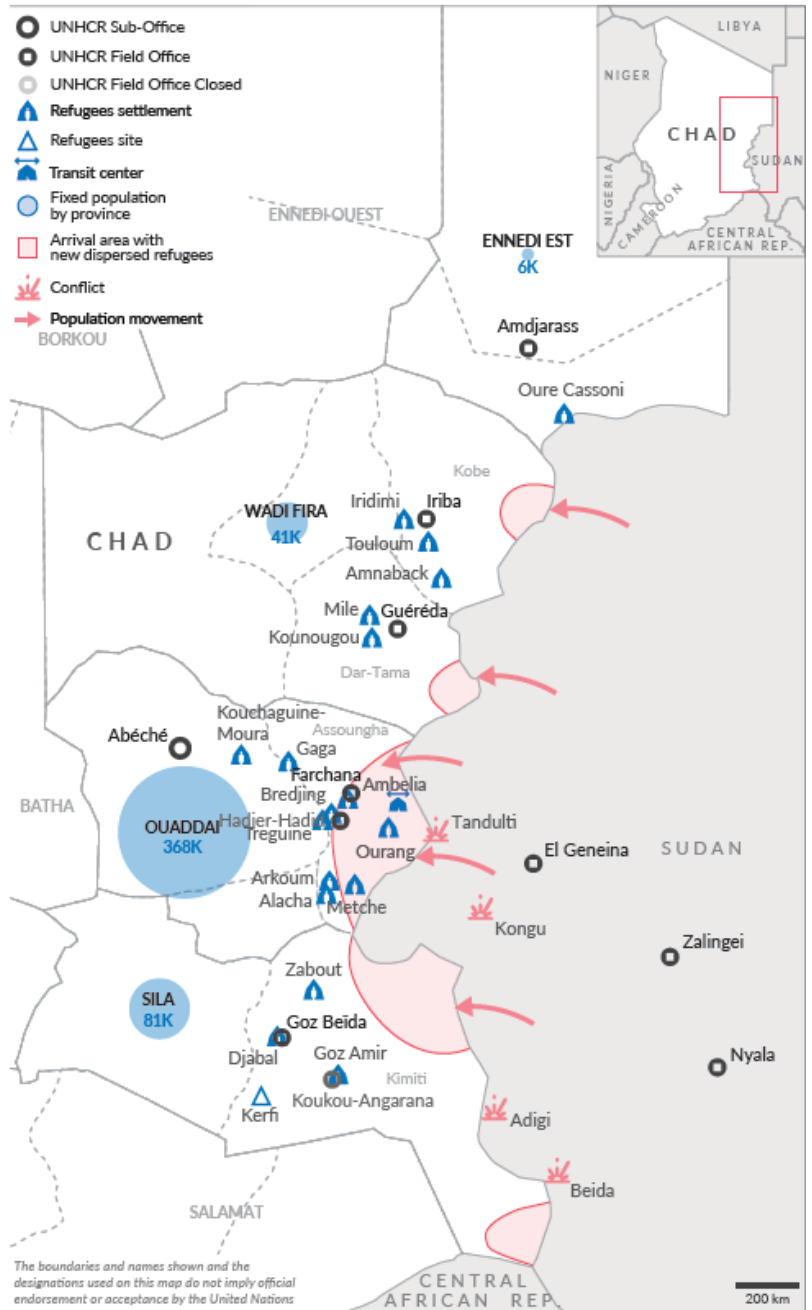 UNHCR Sub-Office
UNHCR Field Office
UNHCR Field Office Closed
Refugees settlement
Refugees site
Transit center
Fixed population
by province
Arrival area with
new dispersed refugees
Conflict
Population movement
LIBYA
NIGER
CHAD
SUDAN
NIGERIA
CAMEROON
CENTRAL
AFRICAN REP.
ENNEDI OUEST
ENNEDI EST
6K
BORKOU
Amdjarass
Oure Cassoni
Kobe
WADI FIRA
41K
Iridimi
Iriba
CHAD
Touloum
Amnaback
Mile
Guéréda
Kounougou
Dar-Tama
Kouchaguine-
Moura
Assoungha
Abéché
Gaga
Farchana
Ambelia
BATHA
Bredjing
OUADDAI
368K
Hadjer-Hadid
Treguine
Tandulti
Ourang
El Geneina
SUDAN
Arkoum
Alacha
Metche
Kongu
Zalingei
Zabout
SILA
81K
Goz Beïda
Djabal
Goz Amir
Kimiti
Nyala
Koukou-Angarana
Kerfi
Adigi
Beida
SALAMAT
The boundaries and names shown and the
designations used on this map do not imply official
endorsement or acceptance by the United Nations
CENTRAL
AFRICAN REP.
200 km